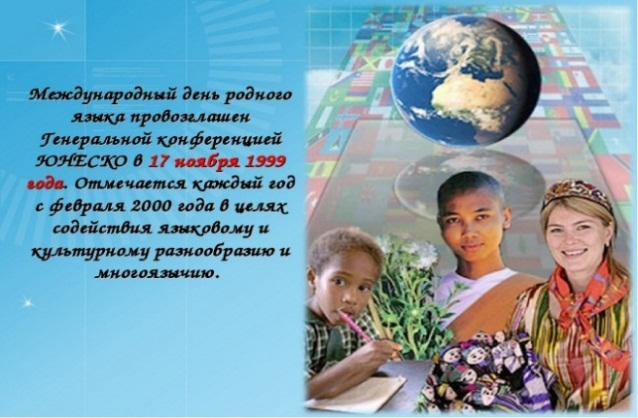 Международный день родного
языка провозглашен
Генеральной конференцией
ЮНЕСКО в 17 ноября 1999
года. Отмечается каждый год
с февраля 2000 года в целях
содействия языковому и
культурному разнообразию и
многоязычию.